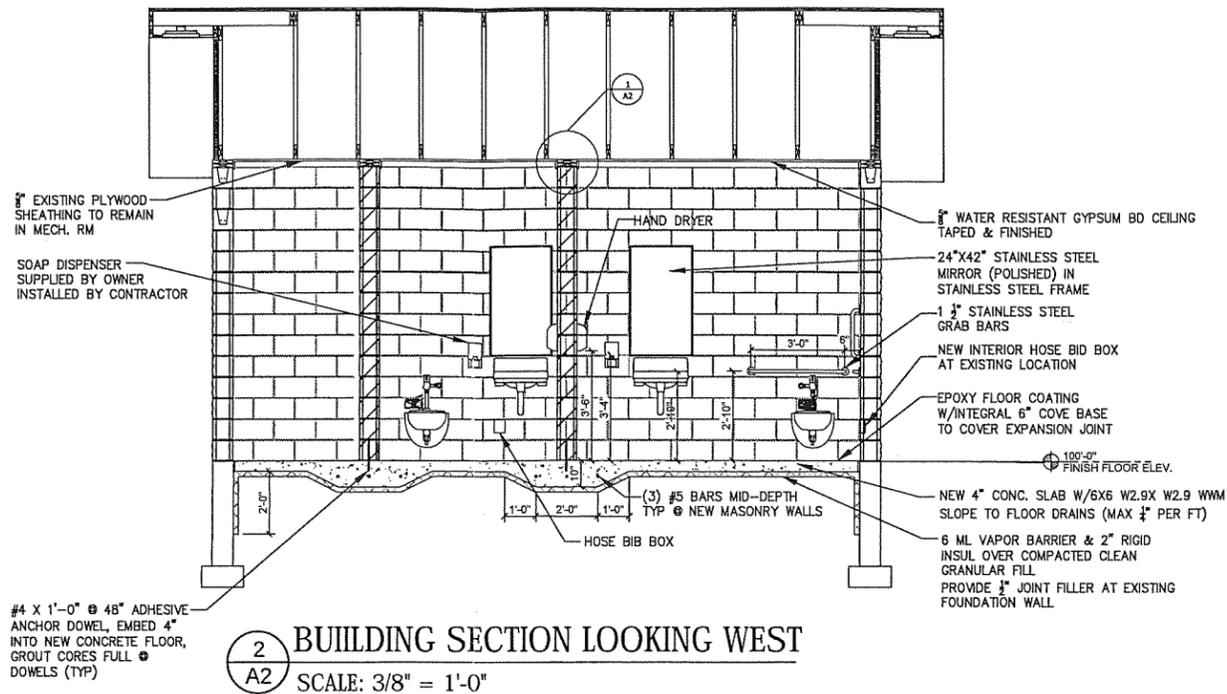 1
A2
⅝" EXISTING PLYWOOD
SHEATHING TO REMAIN
IN MECH. RM
SOAP DISPENSER
SUPPLIED BY OWNER
INSTALLED BY CONTRACTOR
HAND DRYER
⅝" WATER RESISTANT GYPSUM BD CEILING
TAPED & FINISHED
24"X42" STAINLESS STEEL
MIRROR (POLISHED) IN
STAINLESS STEEL FRAME
1 ½" STAINLESS STEEL
GRAB BARS
3'-0"
6"
NEW INTERIOR HOSE BID BOX
AT EXISTING LOCATION
EPOXY FLOOR COATING
W/INTEGRAL 6" COVE BASE
TO COVER EXPANSION JOINT
3'-6"
3'-4"
2'-10"
2'-10"
100'-0"
FINISH FLOOR ELEV.
2'-0"
(3) #5 BARS MID-DEPTH
TYP @ NEW MASONRY WALLS
1'-0"
2'-0"
1'-0"
HOSE BIB BOX
NEW 4" CONC. SLAB W/6X6 W2.9X W2.9 WWM
SLOPE TO FLOOR DRAINS (MAX ¼" PER FT)
6 ML VAPOR BARRIER & 2" RIGID
INSUL OVER COMPACTED CLEAN
GRANULAR FILL
PROVIDE ½" JOINT FILLER AT EXISTING
FOUNDATION WALL
#4 X 1'-0" @ 48" ADHESIVE
ANCHOR DOWEL, EMBED 4"
INTO NEW CONCRETE FLOOR,
GROUT CORES FULL @
DOWELS (TYP)
2
A2
BUIILDING SECTION LOOKING WEST
SCALE: 3/8" = 1'-0"